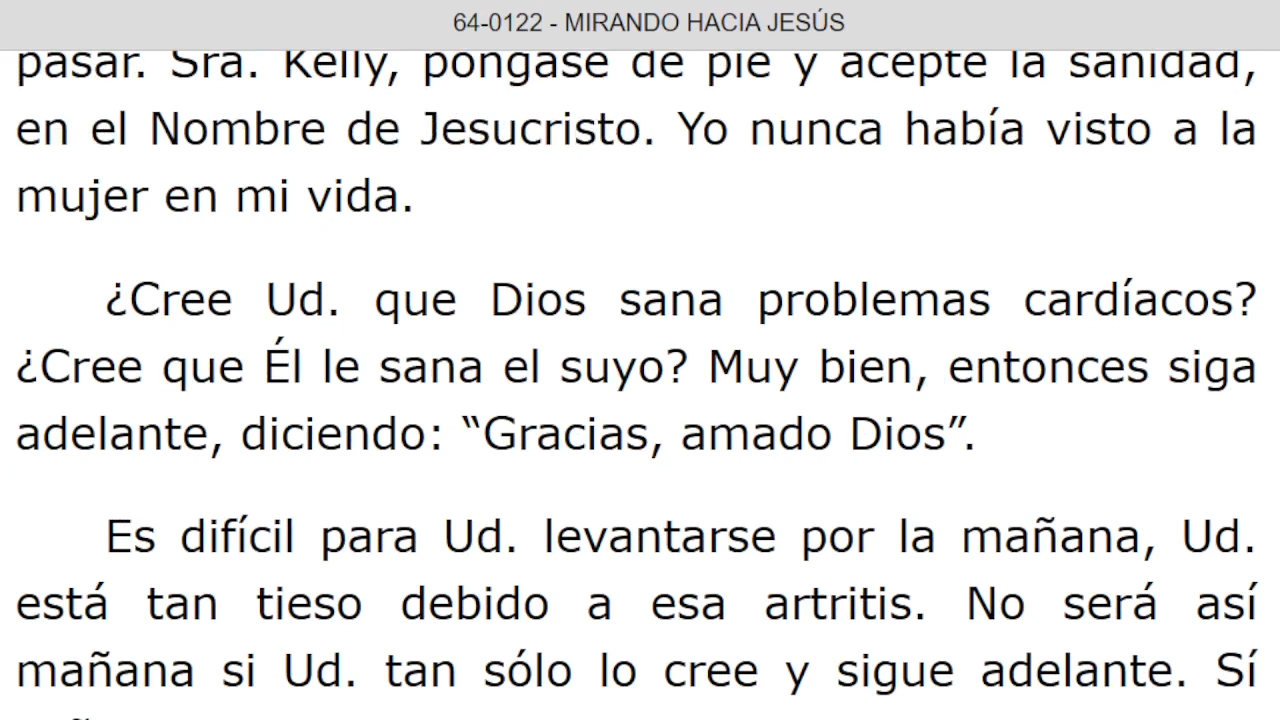 64-0122 - MIRANDO HACIA JESÚS
pasar. Sra. Kelly, póngase de pie y acepte la sanidad,
en el Nombre de Jesucristo. Yo nunca había visto a la
mujer en mi vida.
¿Cree Ud. que Dios sana problemas cardíacos?
¿Cree que Él le sana el suyo? Muy bien, entonces siga
adelante, diciendo: “Gracias, amado Dios”.
Es difícil para Ud. levantarse por la mañana, Ud.
está tan tieso debido a esa artritis. No será así
mañana si Ud. tan sólo lo cree y sigue adelante. Sí